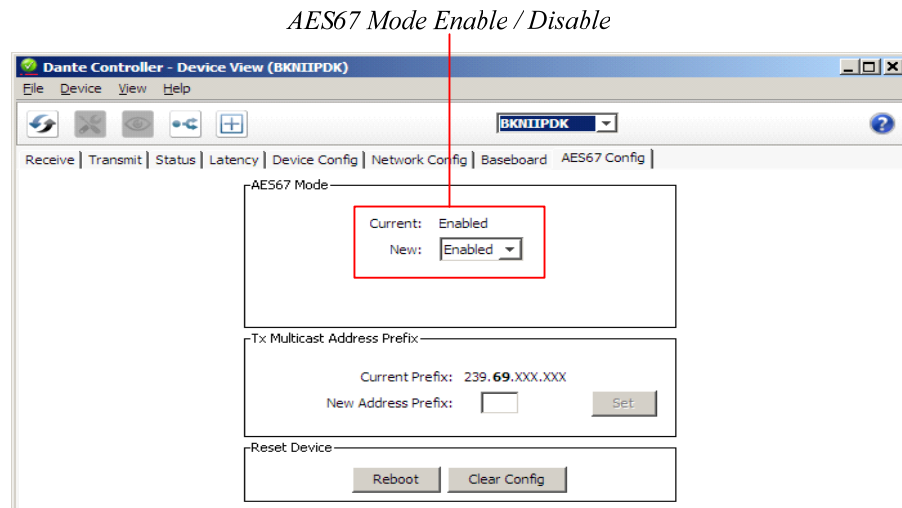 AES67 Mode Enable / Disable
Dante Controller - Device View (BKNIIPDK)
File Device View Help
BKNIIPDK
Receive Transmit Status Latency Device Config Network Config Baseboard AES67 Config
AES67 Mode
Current: Enabled
New: Enabled
Tx Multicast Address Prefix
Current Prefix: 239.69.XXX.XXX
New Address Prefix: Set
Reset Device
Reboot Clear Config